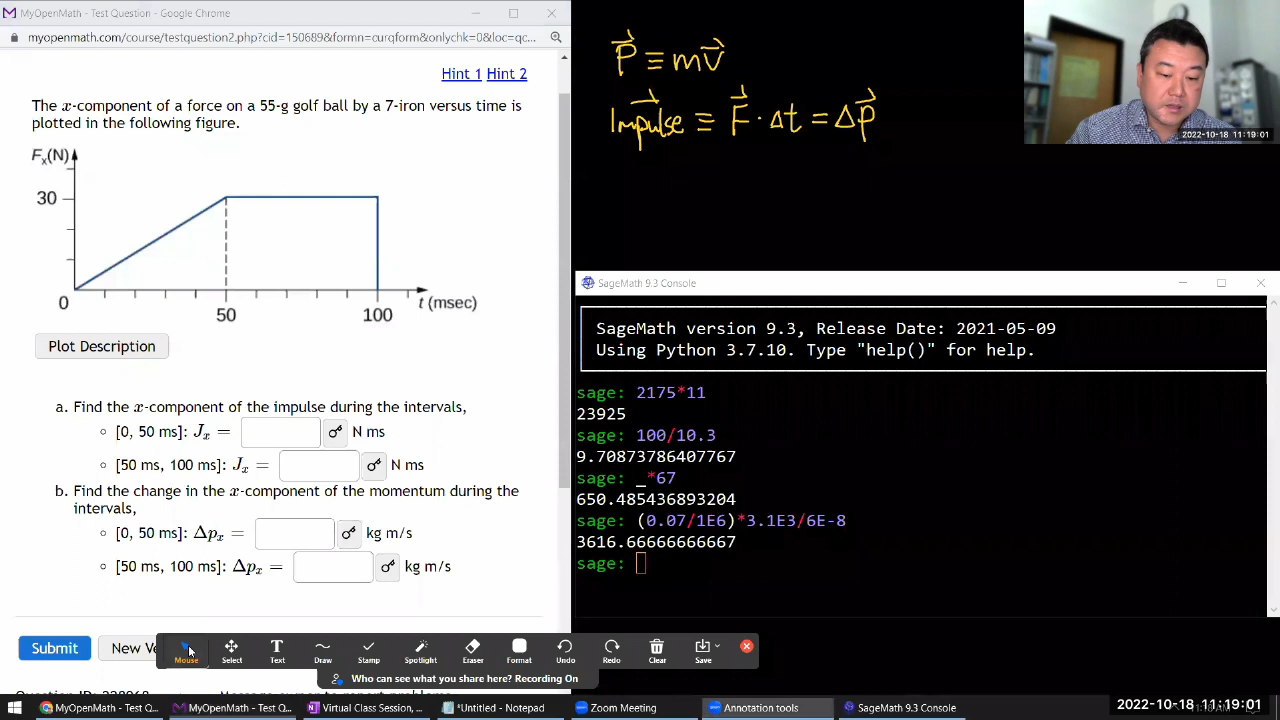 MyOpenMath - Test Question - Google Chrome
myopenmath.com/course/testquestion2.php?cid=150689&formn=curqform&onlychk=0&loc=qc...
Hint 1 Hint 2
The x-component of a force on a 55-g golf ball by a 7-iron versus time is
plotted in the following figure.
Fₓ(N)
30
0
50
100
t (msec)
Plot Description
a. Find the x-component of the impulse during the intervals,
[0, 50 ms]: Jₓ = N ms
[50 ms, 100 ms]: Jₓ = N ms
b. Find the change in the x-component of the momentum during the
intervals,
[0, 50 ms]: Δpₓ = kg m/s
[50 ms, 100 ms]: Δpₓ = kg m/s
Submit
New Ve
P⃗ ≡ mv⃗
Impulse ≡ F⃗ · Δt = Δp⃗
2022-10-18 11:19:01
SageMath 9.3 Console
SageMath version 9.3, Release Date: 2021-05-09
Using Python 3.7.10. Type "help()" for help.
sage: 2175*11
23925
sage: 100/10.3
9.70873786407767
sage: _*67
650.485436893204
sage: (0.07/1E6)*3.1E3/6E-8
3616.66666666667
sage:
Mouse Select Text Draw Stamp Spotlight Eraser Format Undo Redo Clear Save
Who can see what you share here? Recording On
MyOpenMath - Test Q...
MyOpenMath - Test Q...
Virtual Class Session, ...
*Untitled - Notepad
Zoom Meeting
Annotation tools
SageMath 9.3 Console
2022-10-18 11:19:01